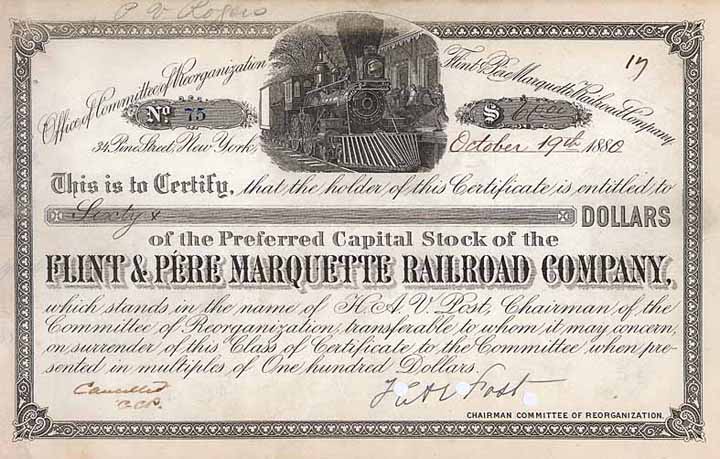 P V Rogers
Office of Committee of Reorganization
Flint & Pere Marquette Railroad Company
17
No 75
$
34 Pine Street, New York,
October 19th 1880
This is to Certify, that the holder of this Certificate is entitled to
Sixty &
DOLLARS
of the Preferred Capital Stock of the
FLINT & PÉRE MARQUETTE RAILROAD COMPANY,
which stands in the name of H. A. V. Post, Chairman of the
Committee of Reorganization, transferable to whom it may concern,
on surrender of this Class of Certificate to the Committee when pre-
sented in multiples of One hundred Dollars.
Cancelled
H A V Post
CHAIRMAN COMMITTEE OF REORGANIZATION.